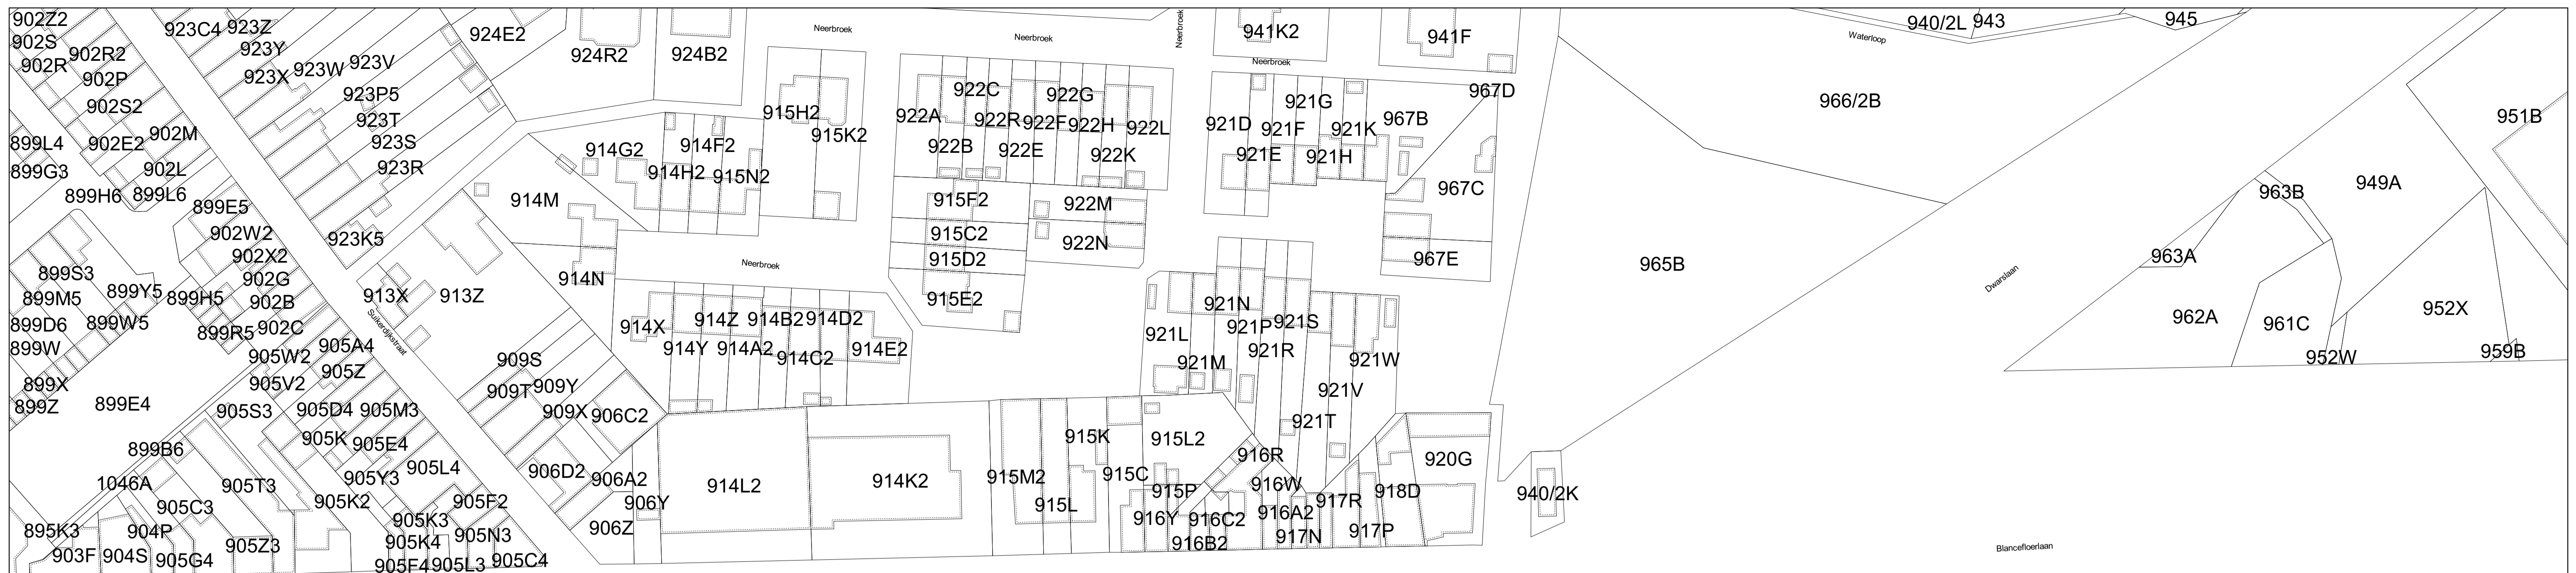 902Z2
923C4
923Z
924E2
Neerbroek
Neerbroek
Neerbroek
941K2
941F
940/2L
943
945
902S
923Y
924R2
924B2
Waterloop
902R2
902R
923X
923W
923V
Neerbroek
902P
923P5
902S2
923T
902M
923S
902E2
899L4
902L
923R
899G3
899H6
899L6
899E5
902W2
923K5
902X2
902G
902B
902C
899S3
899M5
899Y5
899H5
899D6
899W5
899R5
899W
899X
899Z
899E4
913X
913Z
Suikerdijkstraat
914M
914G2
914H2
914F2
915N2
914N
Neerbroek
915H2
915K2
922A
922C
922R
922F
922G
922H
922L
922B
922E
922K
915F2
922M
915C2
922N
915D2
915E2
921D
921G
921F
921K
967B
967D
921E
921H
967C
967E
966/2B
965B
951B
963B
949A
963A
Dwarslaan
962A
961C
952X
952W
959B
914X
914Z
914B2
914D2
914Y
914A2
914C2
914E2
921L
921N
921P
921S
921M
921R
921W
921V
921T
905W2
905A4
905V2
905Z
905S3
905D4
905M3
905K
905E4
899B6
905L4
905Y3
1046A
905T3
905K2
905F2
905C3
905K3
904P
905N3
895K3
905K4
903F
904S
905G4
905Z3
905F4
905L3
905C4
909S
909T
909Y
909X
906C2
906D2
906A2
906Y
906Z
914L2
914K2
915M2
915K
915L2
915L
915C
915P
916R
916Y
916C2
916W
916B2
916A2
917R
917N
917P
918D
920G
940/2K
Blancefloerlaan